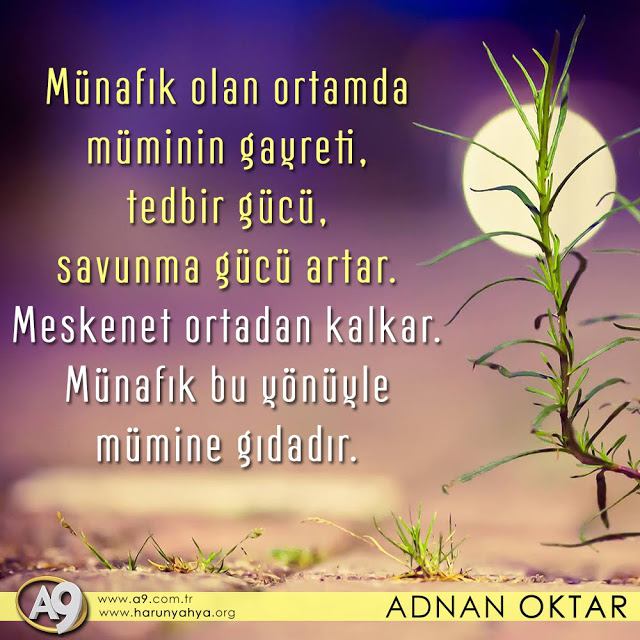 Münafık olan ortamda
müminin gayreti,
tedbir gücü,
savunma gücü artar.
Meskenet ortadan kalkar.
Münafık bu yönüyle
mümine gıdadır.
A9
www.a9.com.tr
www.harunyahya.org
ADNAN OKTAR